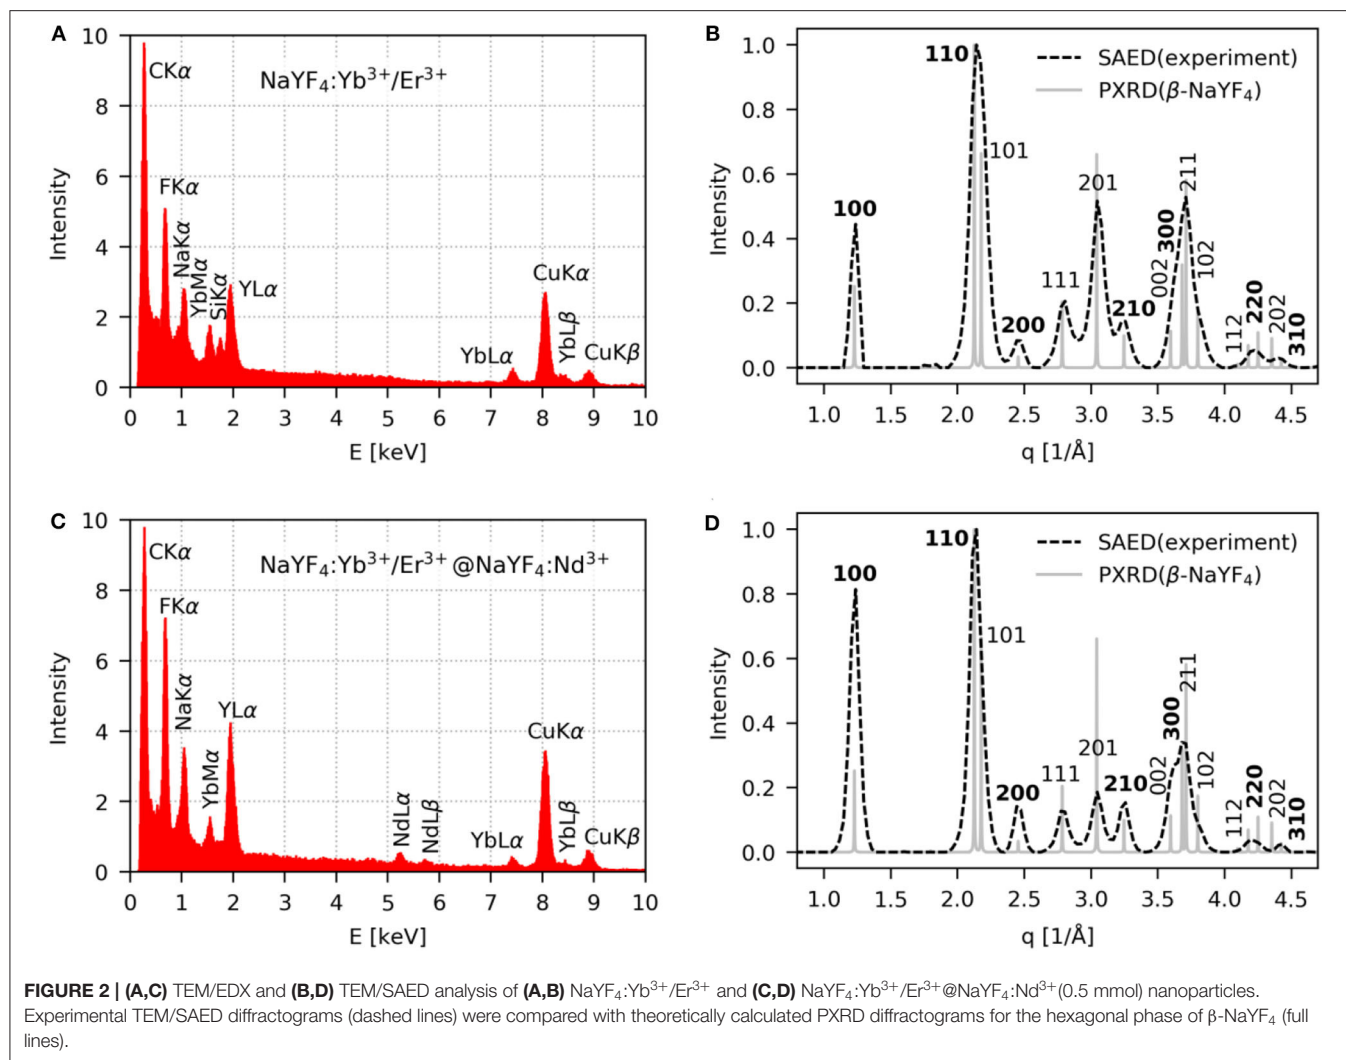 A
10
8
6
4
2
0
Intensity
NaYF₄:Yb³⁺/Er³⁺
CKα
FKα
NaKα
YbMα
SiKα
YLα
YbLα
CuKα
YbLβ
CuKβ
0 1 2 3 4 5 6 7 8 9 10
E [keV]
B
1.0
0.8
0.6
0.4
0.2
0.0
Intensity
SAED(experiment)
PXRD(β-NaYF₄)
100
110
101
200
111
201
210
002
300
211
102
112
220
202
310
1.0 1.5 2.0 2.5 3.0 3.5 4.0 4.5
q [1/Å]
C
10
8
6
4
2
0
Intensity
NaYF₄:Yb³⁺/Er³⁺@NaYF₄:Nd³⁺
CKα
FKα
NaKα
YbMα
YLα
NdLα
NdLβ
YbLα
CuKα
YbLβ
CuKβ
0 1 2 3 4 5 6 7 8 9 10
E [keV]
D
1.0
0.8
0.6
0.4
0.2
0.0
Intensity
SAED(experiment)
PXRD(β-NaYF₄)
100
110
101
200
111
201
210
002
300
211
102
112
220
202
310
1.0 1.5 2.0 2.5 3.0 3.5 4.0 4.5
q [1/Å]
FIGURE 2 | (A,C) TEM/EDX and (B,D) TEM/SAED analysis of (A,B) NaYF₄:Yb³⁺/Er³⁺ and (C,D) NaYF₄:Yb³⁺/Er³⁺@NaYF₄:Nd³⁺(0.5 mmol) nanoparticles.
Experimental TEM/SAED diffractograms (dashed lines) were compared with theoretically calculated PXRD diffractograms for the hexagonal phase of β-NaYF₄ (full
lines).